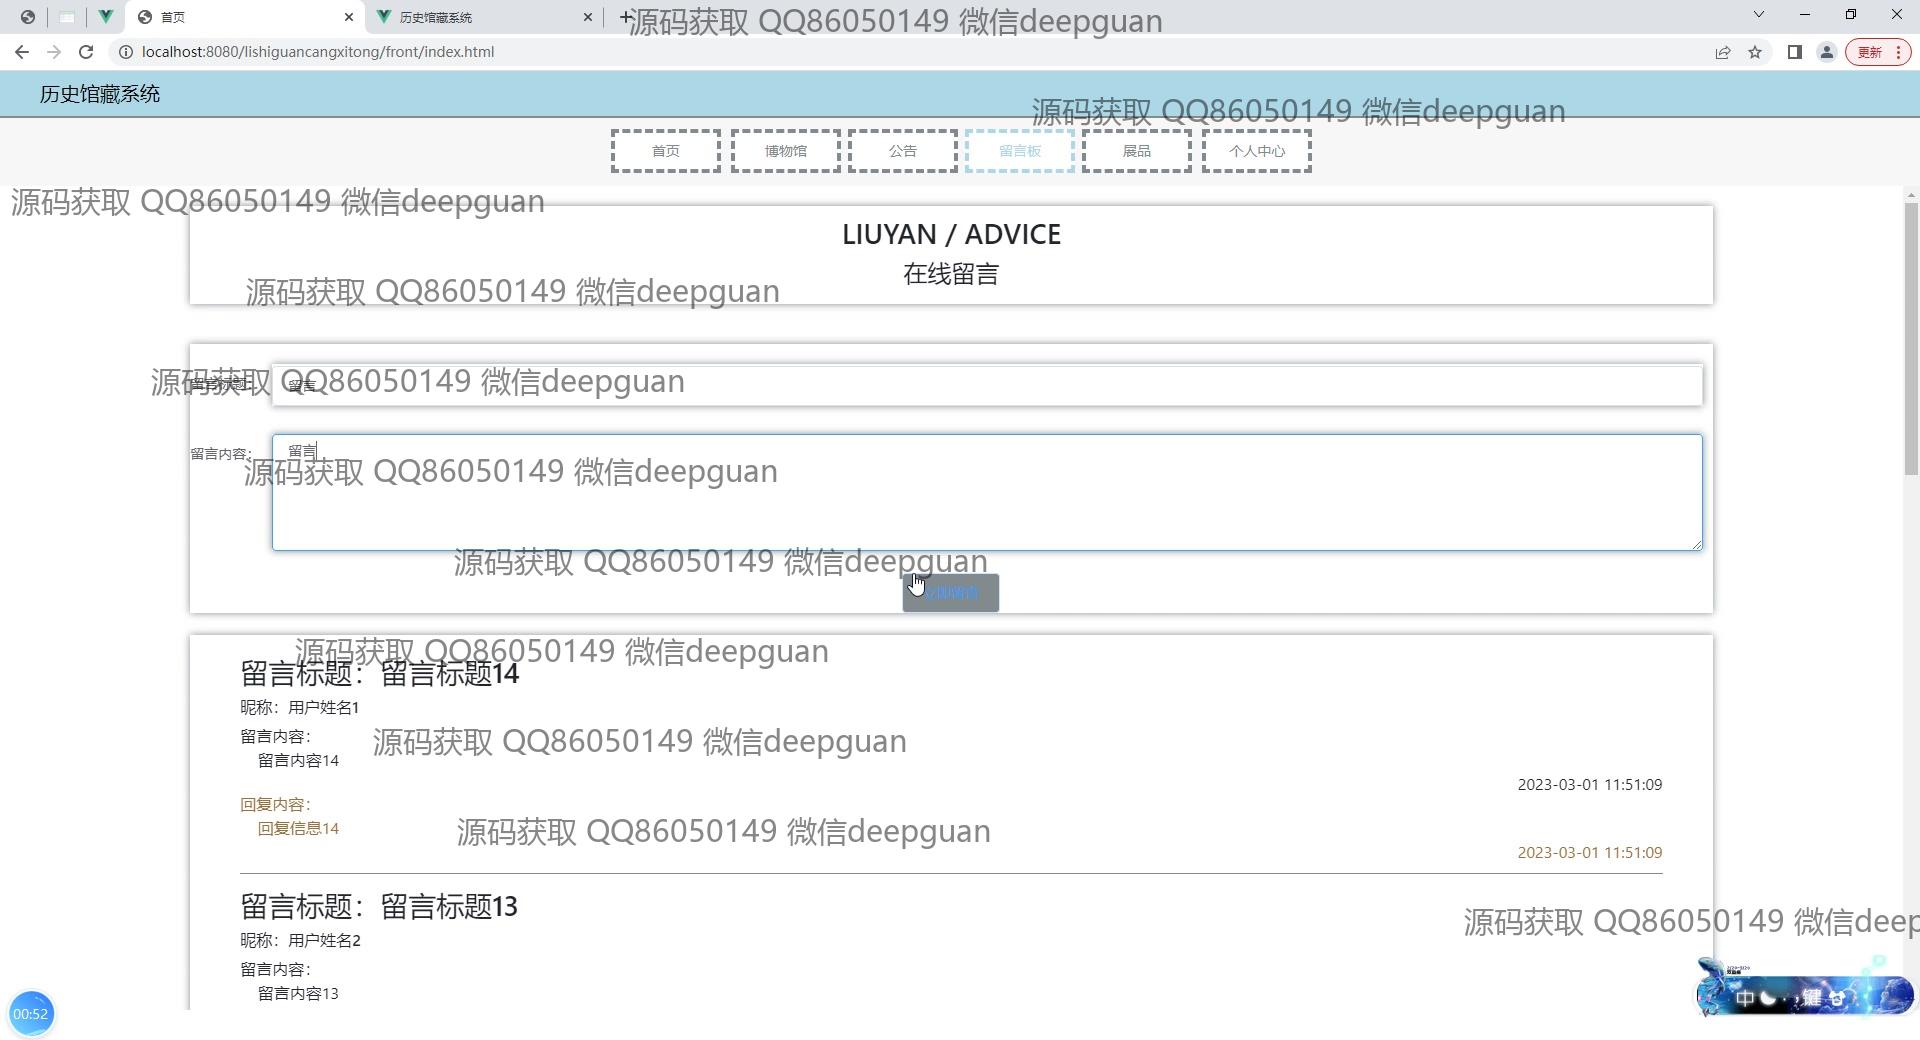 首页
历史馆藏系统
源码获取 QQ86050149 微信deepguan
localhost:8080/lishiguancangxitong/front/index.html
更新
历史馆藏系统
源码获取 QQ86050149 微信deepguan
首页 博物馆 公告 留言板 展品 个人中心
源码获取 QQ86050149 微信deepguan
LIUYAN / ADVICE
在线留言
源码获取 QQ86050149 微信deepguan
留言标题: 留言
源码获取 QQ86050149 微信deepguan
留言内容: 留言
源码获取 QQ86050149 微信deepguan
源码获取 QQ86050149 微信deepguan
立即留言
源码获取 QQ86050149 微信deepguan
留言标题：留言标题14
昵称：用户姓名1
留言内容：
源码获取 QQ86050149 微信deepguan
留言内容14
2023-03-01 11:51:09
回复内容：
回复信息14
源码获取 QQ86050149 微信deepguan
2023-03-01 11:51:09
留言标题：留言标题13
源码获取 QQ86050149 微信deep
昵称：用户姓名2
留言内容：
留言内容13
中 键
00:52